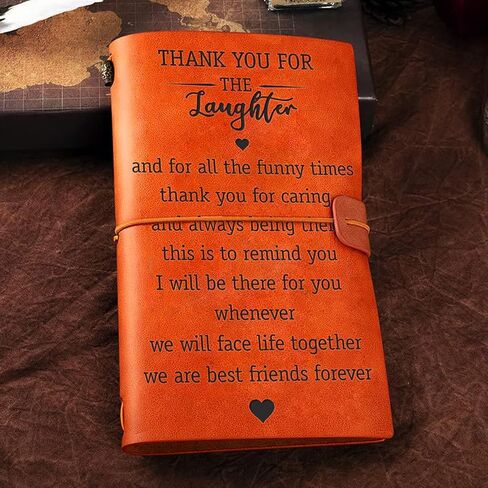 THANK YOU FOR
THE
Laughter
and for all the funny times
thank you for caring
and always being there
this is to remind you
I will be there for you
whenever
we will face life together
we are best friends forever